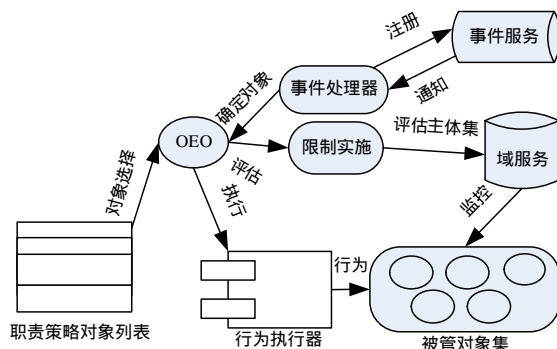 注册
事件服务
事件处理器
通知
确定对象
OEO
评估
限制实施
评估主体集
域服务
对象选择
执行
监控
行为
职责策略对象列表
行为执行器
被管对象集